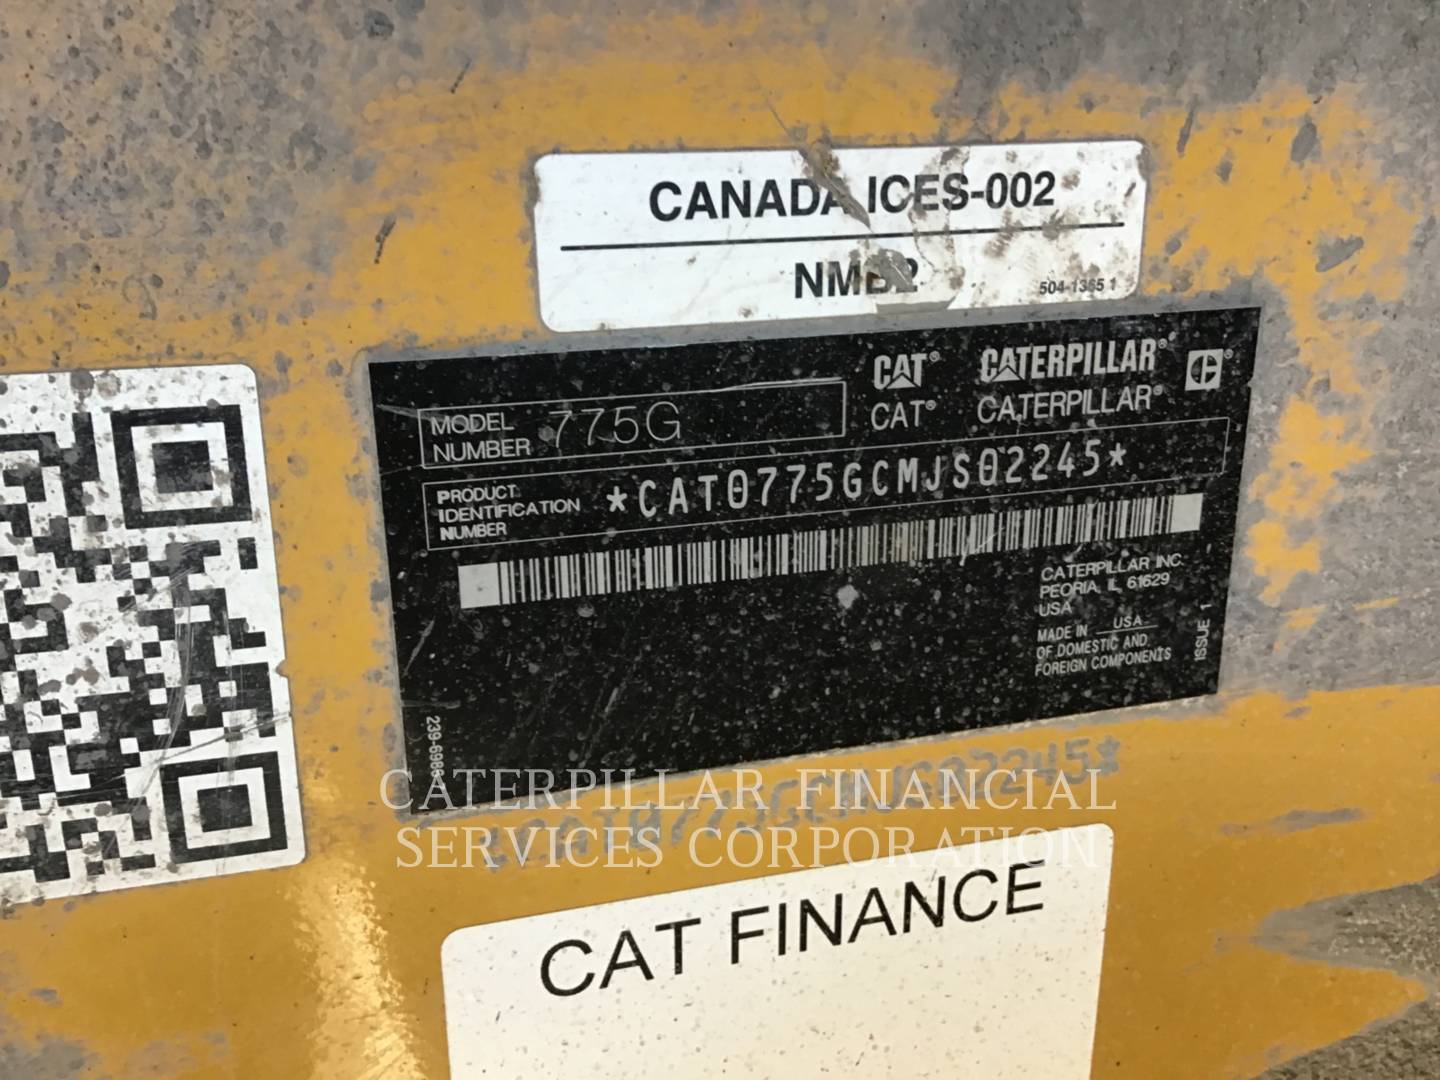 CANADA ICES-002
NMB2
504-1365 1
CAT® CATERPILLAR®
CAT® CATERPILLAR®
MODEL
NUMBER 775G
PRODUCT
IDENTIFICATION
NUMBER *CAT0775GCMJS02245*
CATERPILLAR INC.
PEORIA, IL 61629
USA
MADE IN USA
OF DOMESTIC AND
FOREIGN COMPONENTS
ISSUE 1
*CAT0775GCMJS02245*
CATERPILLAR FINANCIAL
SERVICES CORPORATION
CAT FINANCE